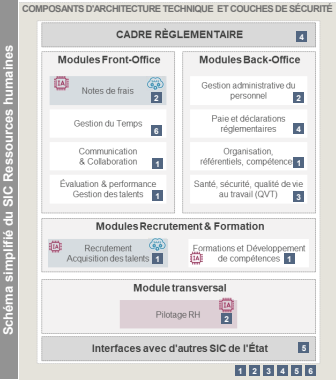 COMPOSANTS D'ARCHITECTURE TECHNIQUE ET COUCHES DE SÉCURITÉ
Schéma simplifié du SIC Ressources humaines
CADRE RÈGLEMENTAIRE
4
Modules Front-Office
IA
Notes de frais
2
Gestion du Temps
6
Communication
& Collaboration
1
Évaluation & performance
Gestion des talents
1
Modules Back-Office
Gestion administrative du
personnel
2
Paie et déclarations
réglementaires
4
Organisation,
référentiels, compétence
1
Santé, sécurité, qualité de vie
au travail (QVT)
3
Modules Recrutement & Formation
IA
Recrutement
Acquisition des talents
1
Formations et Développement
de compétences
IA
1
Module transversal
IA
Pilotage RH
2
Interfaces avec d'autres SIC de l'État
5
1 2 3 4 5 6